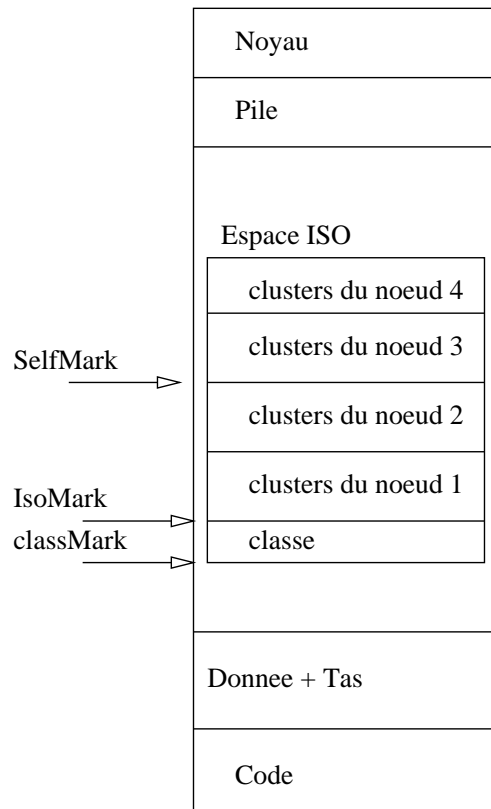 Noyau
Pile
Espace ISO
clusters du noeud 4
clusters du noeud 3
SelfMark
clusters du noeud 2
clusters du noeud 1
IsoMark
classMark
classe
Donnee + Tas
Code